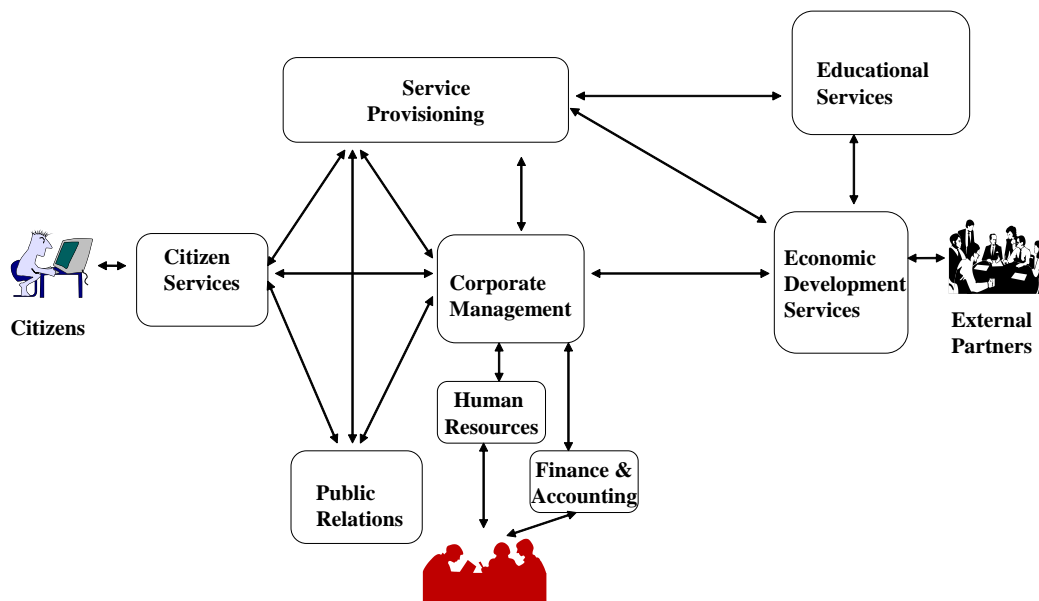 Service
Provisioning
Educational
Services
Citizen
Services
Citizens
Corporate
Management
Economic
Development
Services
External
Partners
Human
Resources
Finance &
Accounting
Public
Relations